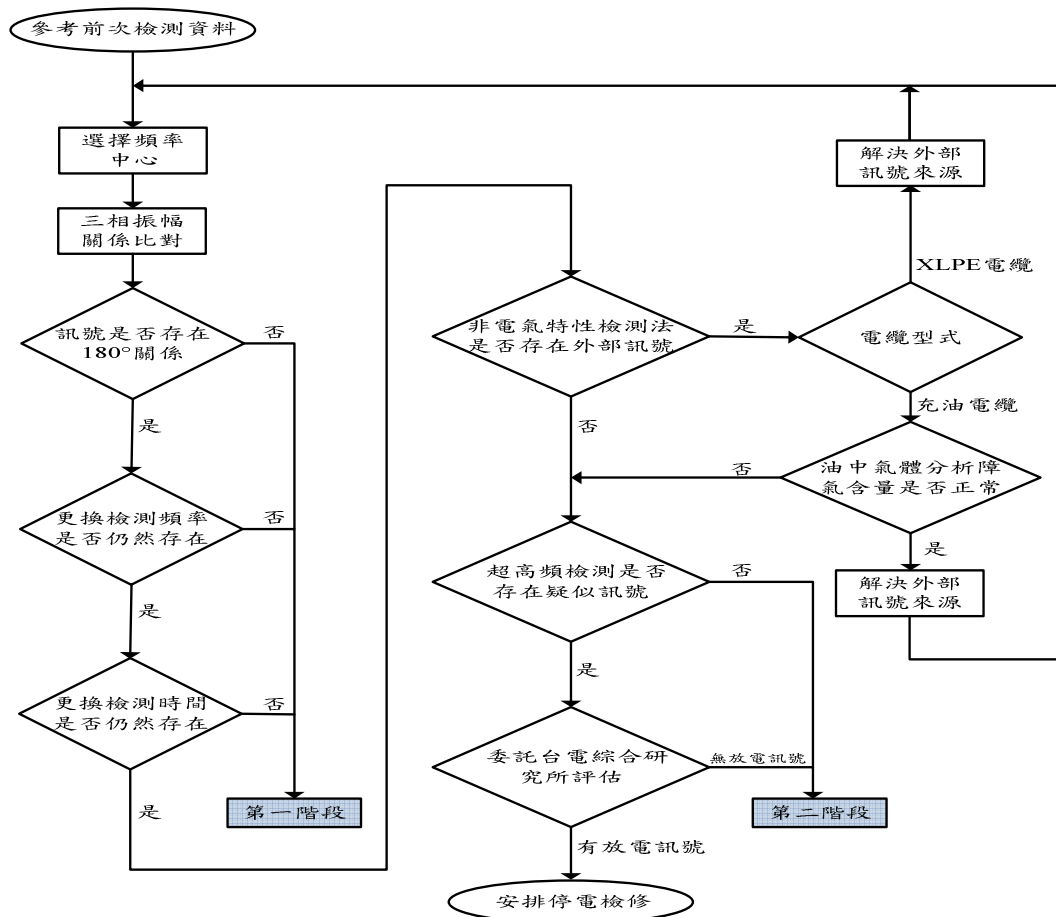 參考前次檢測資料
選擇頻率
中心
三相振幅
關係比對
訊號是否存在
180°關係
否
是
更換檢測頻率
是否仍然存在
否
是
更換檢測時間
是否仍然存在
否
是
第一階段
非電氣特性檢測法
是否存在外部訊號
是
否
電纜型式
XLPE電纜
解決外部
訊號來源
充油電纜
油中氣體分析障
氣含量是否正常
否
是
解決外部
訊號來源
超高頻檢測是否
存在疑似訊號
否
是
委託台電綜合研
究所評估
無放電訊號
第二階段
有放電訊號
安排停電檢修